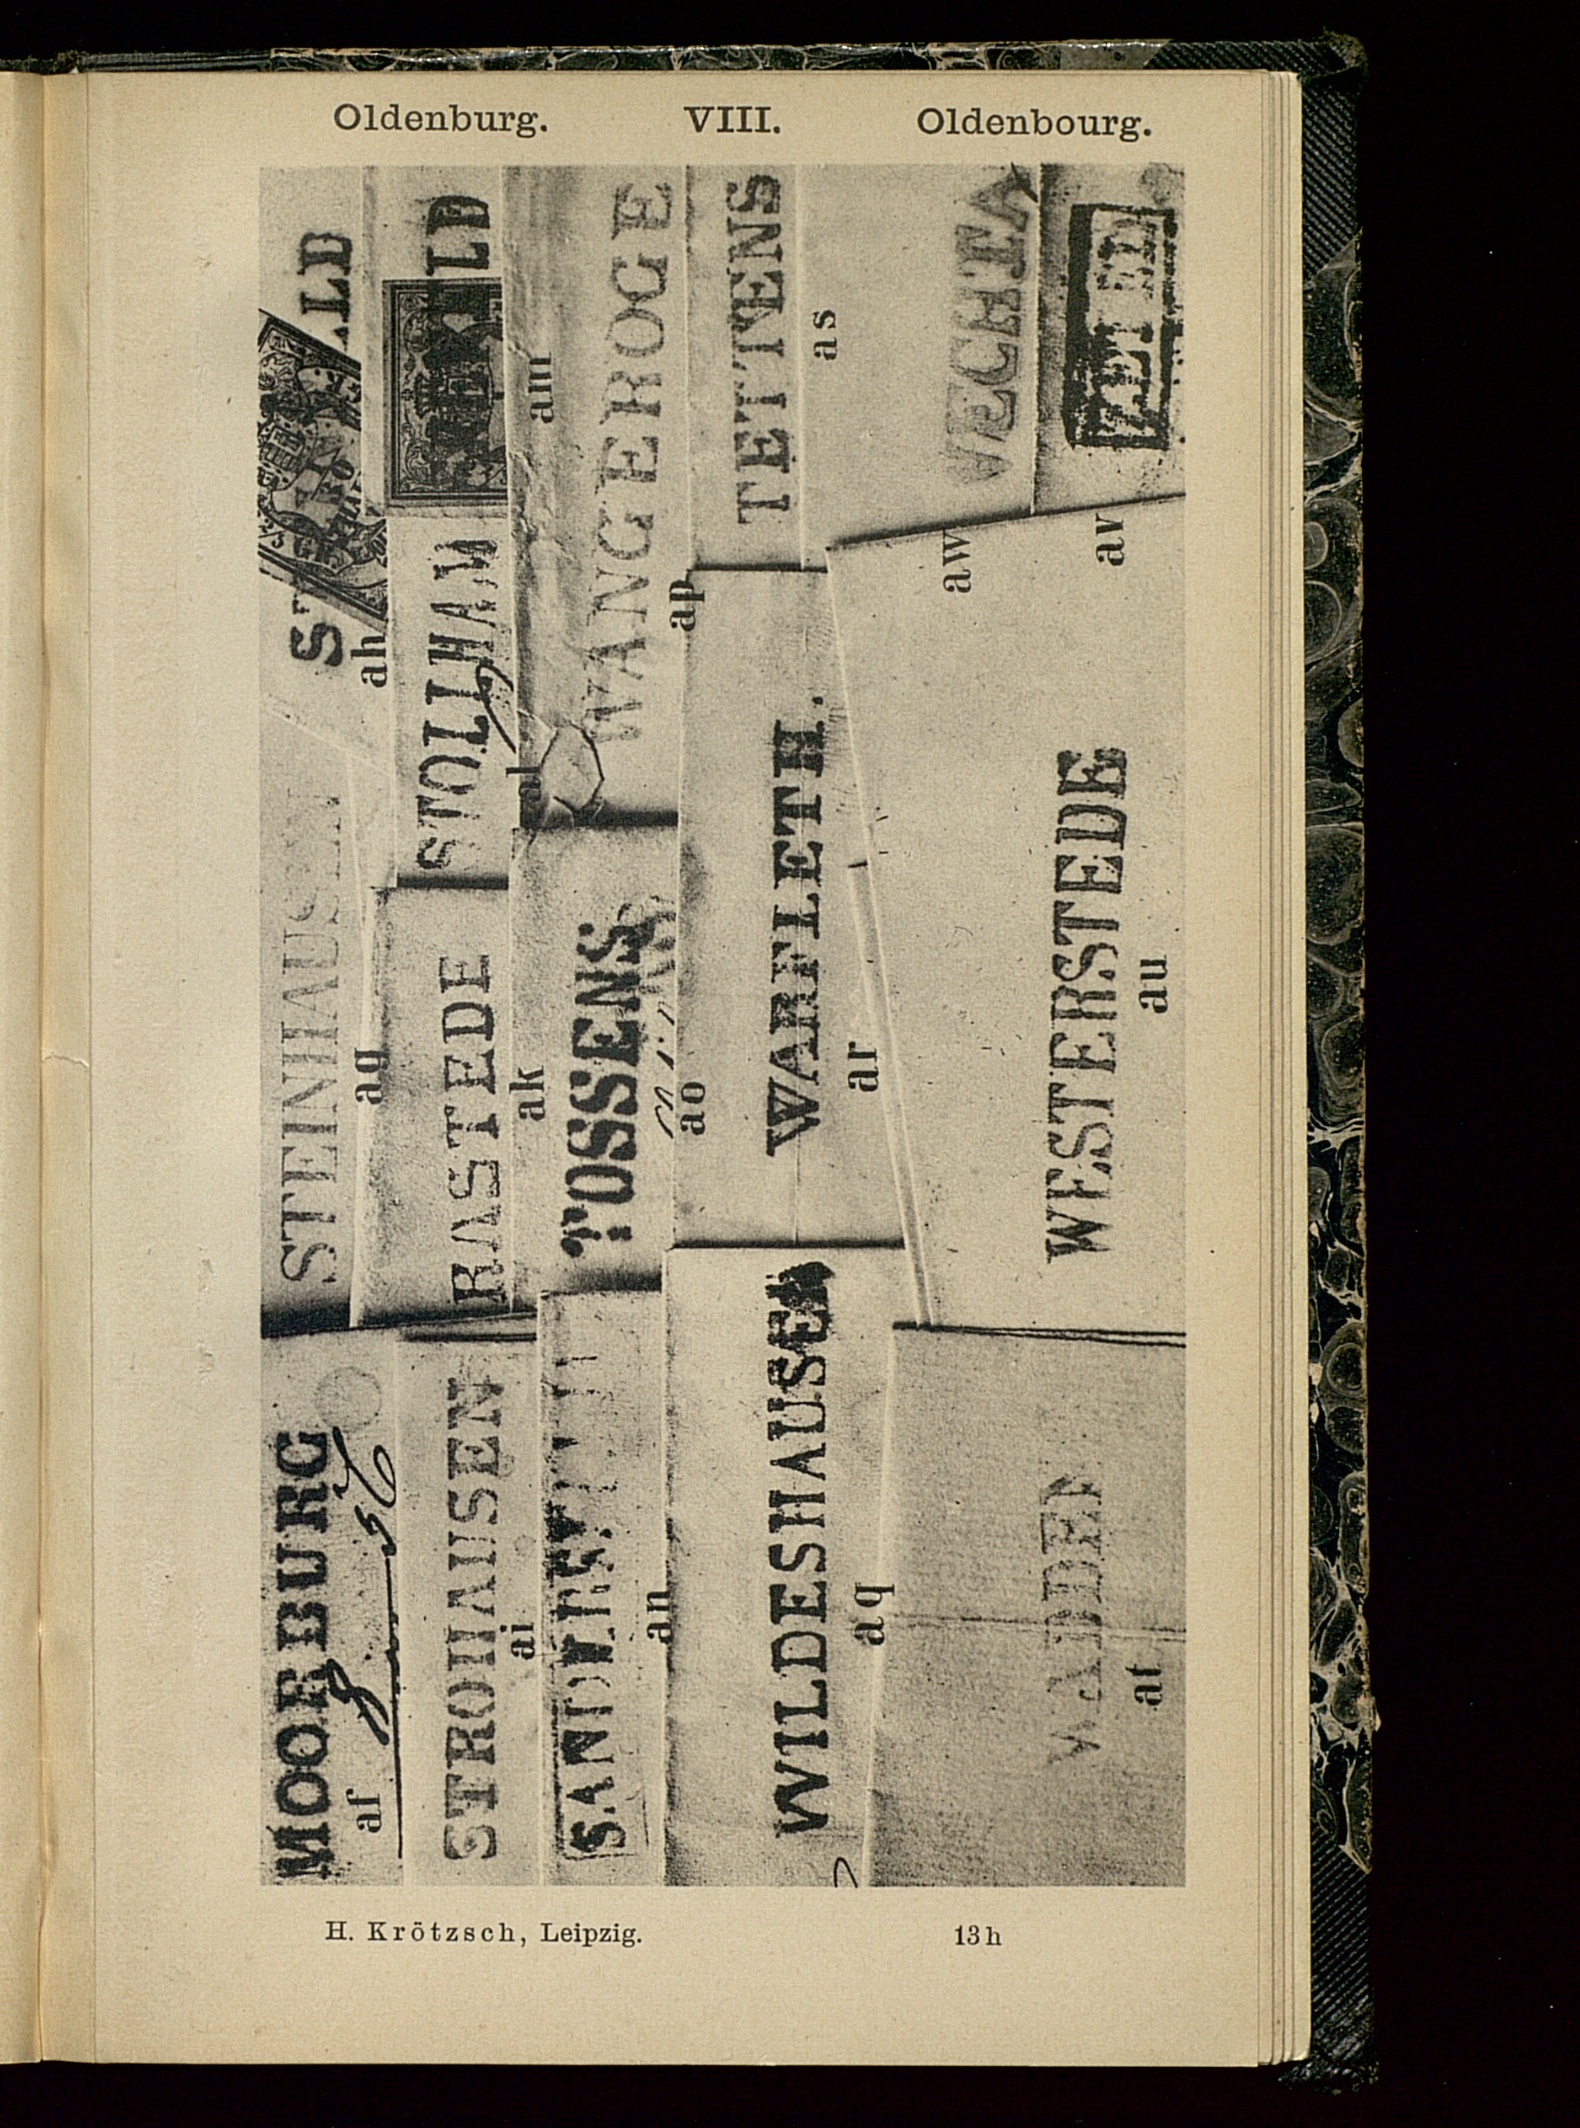 Oldenburg. VIII. Oldenbourg.
MOORBURG
af
STEINHAUSEN
ag
ah
STROHAUSEN
ai
RASTEDE
ak
STOLLHAM
al
am
an
TOSSENS
ao
WANGEROGE
ap
WILDESHAUSEN
aq
WARFLETH.
ar
TETTENS
as
at
WESTERSTEDE
au
av
VECHTA
aw
H. Krötzsch, Leipzig. 13h